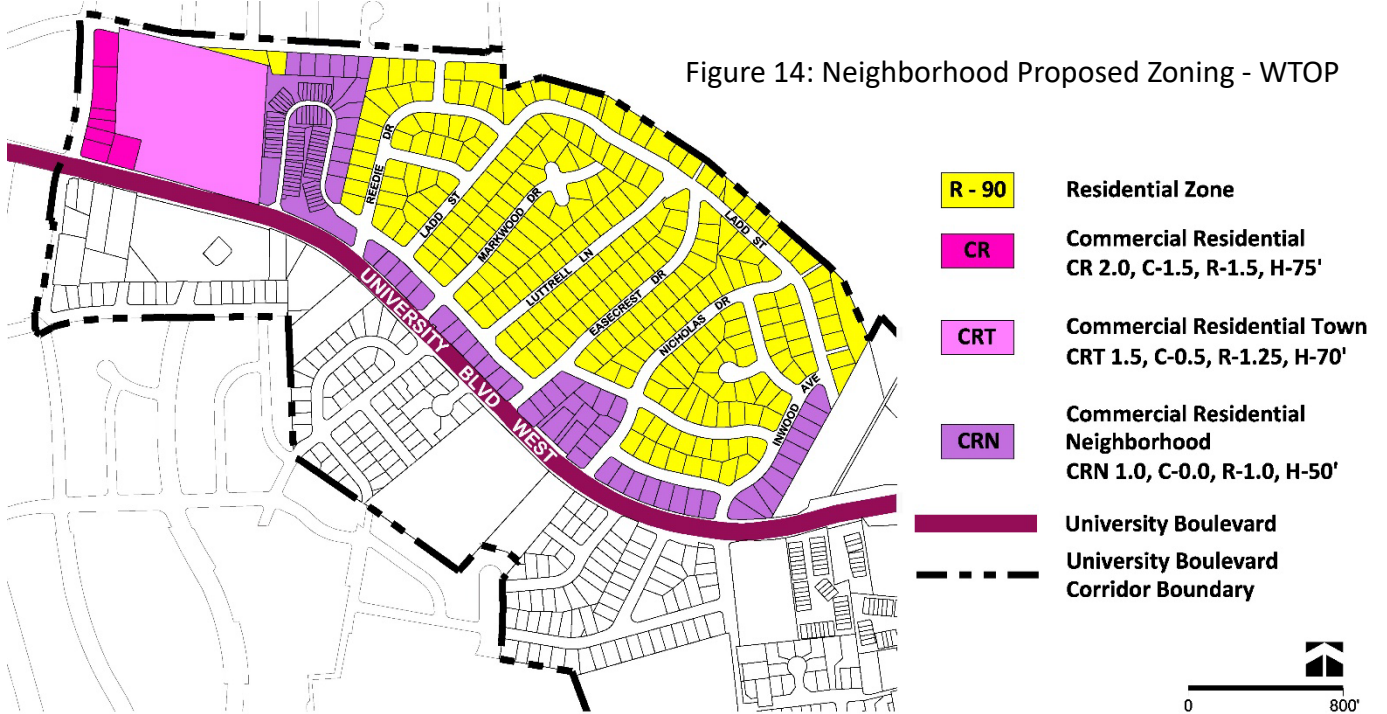 Figure 14: Neighborhood Proposed Zoning - WTOP
R - 90
Residential Zone
CR
Commercial Residential
CR 2.0, C-1.5, R-1.5, H-75'
CRT
Commercial Residential Town
CRT 1.5, C-0.5, R-1.25, H-70'
CRN
Commercial Residential
Neighborhood
CRN 1.0, C-0.0, R-1.0, H-50'
University Boulevard
University Boulevard
Corridor Boundary
0 800'
REEDIE DR
LADD ST
MARKWOOD DR
LUTTRELL LN
EASECREST DR
NICHOLAS DR
LADD ST
INWOOD AVE
UNIVERSITY BLVD WEST